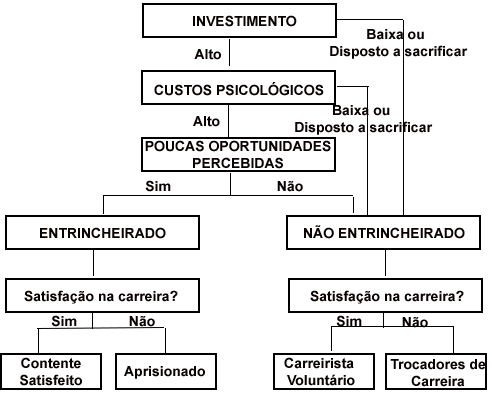 INVESTIMENTO
Baixa ou
Disposto a sacrificar
Alto
CUSTOS PSICOLÓGICOS
Baixa ou
Disposto a sacrificar
Alto
POUCAS OPORTUNIDADES
PERCEBIDAS
Sim
Não
ENTRINCHEIRADO
NÃO ENTRINCHEIRADO
Satisfação na carreira?
Satisfação na carreira?
Sim
Não
Sim
Não
Contente
Satisfeito
Aprisionado
Carreirista
Voluntário
Trocadores de
Carreira